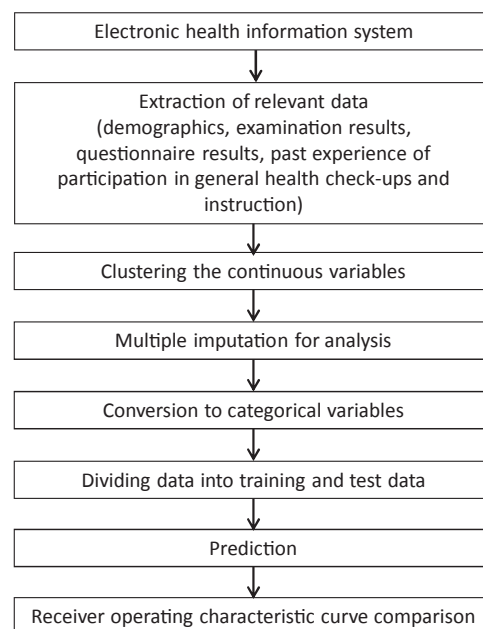 Electronic health information system
Extraction of relevant data
(demographics, examination results,
questionnaire results, past experience of
participation in general health check-ups and
instruction)
Clustering the continuous variables
Multiple imputation for analysis
Conversion to categorical variables
Dividing data into training and test data
Prediction
Receiver operating characteristic curve comparison